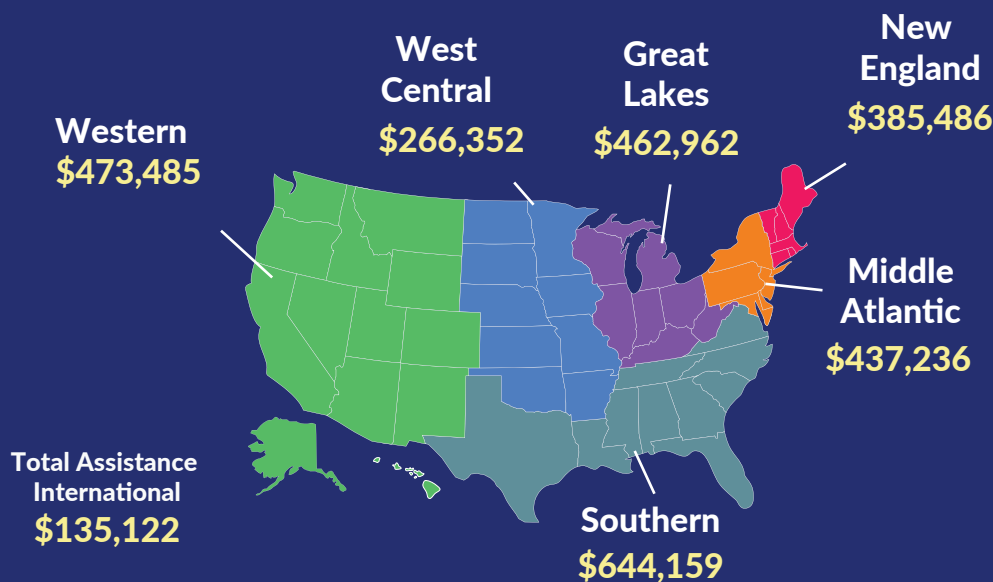 Western
$473,485
West
Central
$266,352
Great
Lakes
$462,962
New
England
$385,486
Middle
Atlantic
$437,236
Total Assistance
International
$135,122
Southern
$644,159